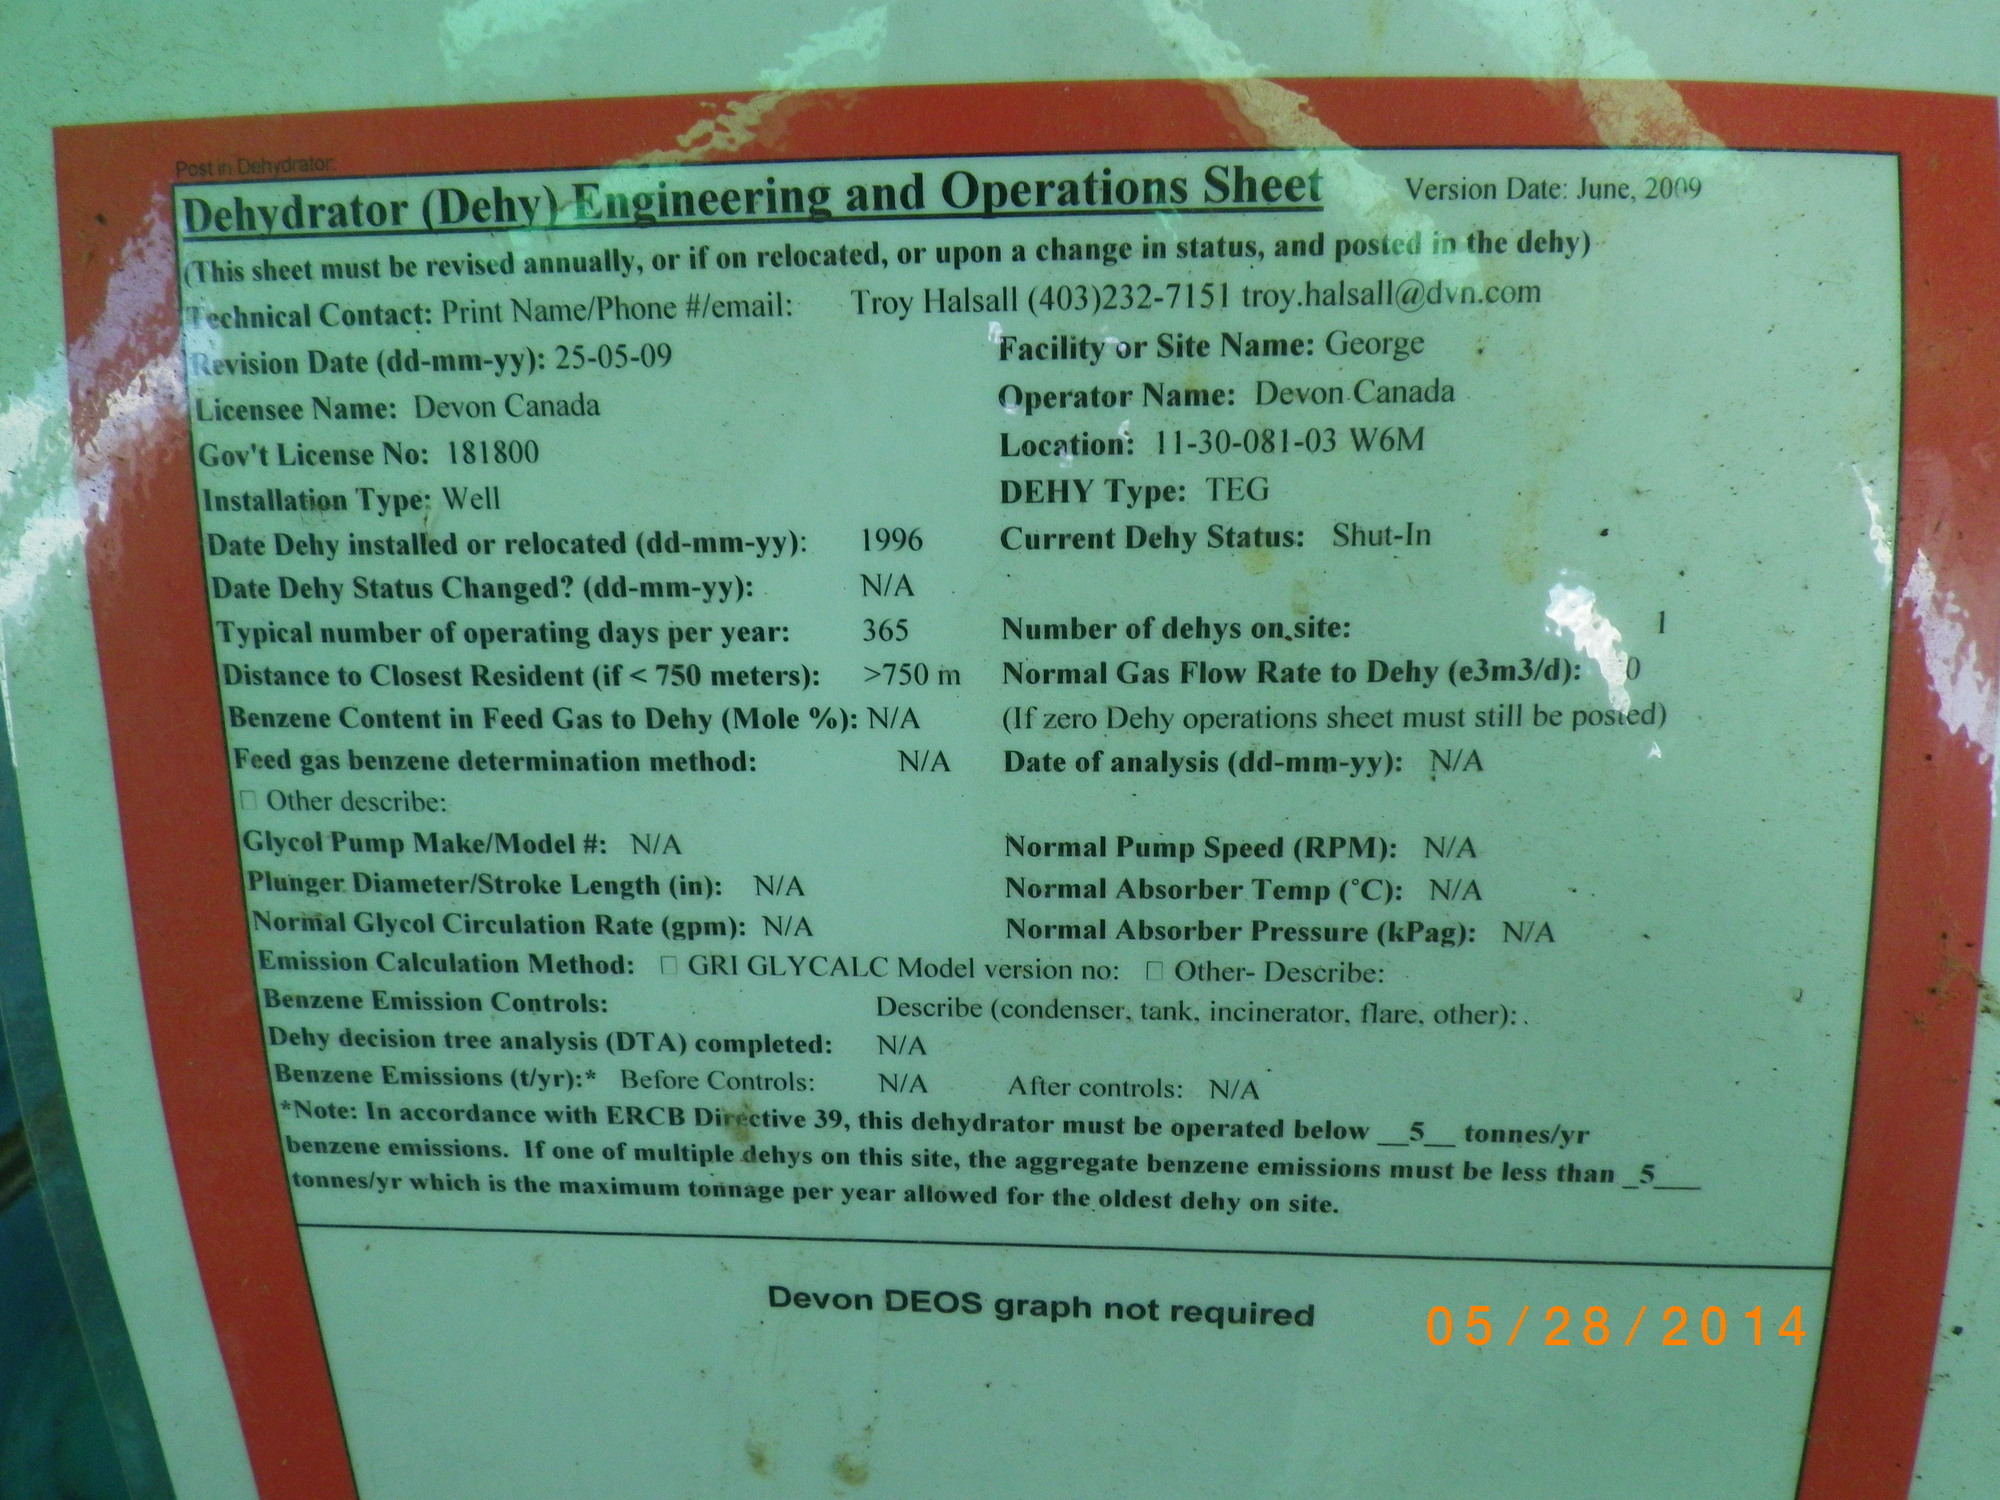 Post in Dehydrator.
Dehydrator (Dehy) Engineering and Operations Sheet Version Date: June, 2009
(This sheet must be revised annually, or if on relocated, or upon a change in status, and posted in the dehy)
Technical Contact: Print Name/Phone #/email: Troy Halsall (403)232-7151 troy.halsall@dvn.com
Revision Date (dd-mm-yy): 25-05-09 Facility or Site Name: George
Licensee Name: Devon Canada Operator Name: Devon Canada
Gov't License No: 181800 Location: 11-30-081-03 W6M
Installation Type: Well DEHY Type: TEG
Date Dehy installed or relocated (dd-mm-yy): 1996 Current Dehy Status: Shut-In
Date Dehy Status Changed? (dd-mm-yy): N/A
Typical number of operating days per year: 365 Number of dehys on site: 1
Distance to Closest Resident (if < 750 meters): >750 m Normal Gas Flow Rate to Dehy (e3m3/d): 0
Benzene Content in Feed Gas to Dehy (Mole %): N/A (If zero Dehy operations sheet must still be posted)
Feed gas benzene determination method: N/A Date of analysis (dd-mm-yy): N/A
□ Other describe:
Glycol Pump Make/Model #: N/A Normal Pump Speed (RPM): N/A
Plunger Diameter/Stroke Length (in): N/A Normal Absorber Temp (°C): N/A
Normal Glycol Circulation Rate (gpm): N/A Normal Absorber Pressure (kPag): N/A
Emission Calculation Method: □ GRI GLYCALC Model version no: □ Other- Describe:
Benzene Emission Controls: Describe (condenser, tank, incinerator, flare, other): .
Dehy decision tree analysis (DTA) completed: N/A
Benzene Emissions (t/yr):* Before Controls: N/A After controls: N/A
*Note: In accordance with ERCB Directive 39, this dehydrator must be operated below __5__ tonnes/yr
benzene emissions. If one of multiple dehys on this site, the aggregate benzene emissions must be less than _5___
tonnes/yr which is the maximum tonnage per year allowed for the oldest dehy on site.
Devon DEOS graph not required
05/28/2014